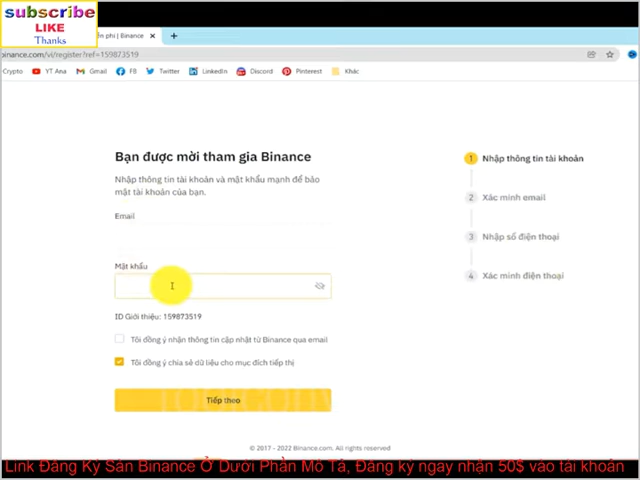 subscribe
LIKE
Thanks
ễn phí | Binance
binance.com/vi/register?ref=159873519
Crypto YT Ana Gmail FB Twitter LinkedIn Discord Pinterest Khác
Bạn được mời tham gia Binance
Nhập thông tin tài khoản và mật khẩu mạnh để bảo
mật tài khoản của bạn.
Email
Mật khẩu
ID Giới thiệu: 159873519
Tôi đồng ý nhận thông tin cập nhật từ Binance qua email
Tôi đồng ý chia sẻ dữ liệu cho mục đích tiếp thị
Tiếp theo
1 Nhập thông tin tài khoản
2 Xác minh email
3 Nhập số điện thoại
4 Xác minh điện thoại
© 2017 - 2022 Binance.com. All rights reserved
Link Đăng Ký Sàn Binance Ở Dưới Phần Mô Tả, Đăng ký ngay nhận 50$ vào tài khoản